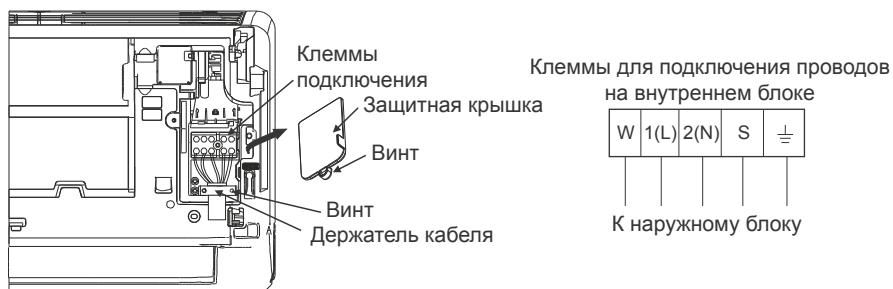 Клеммы
подключения
Защитная крышка
Винт
Винт
Держатель кабеля
Клеммы для подключения проводов
на внутреннем блоке
W 1(L) 2(N) S ⏚
К наружному блоку